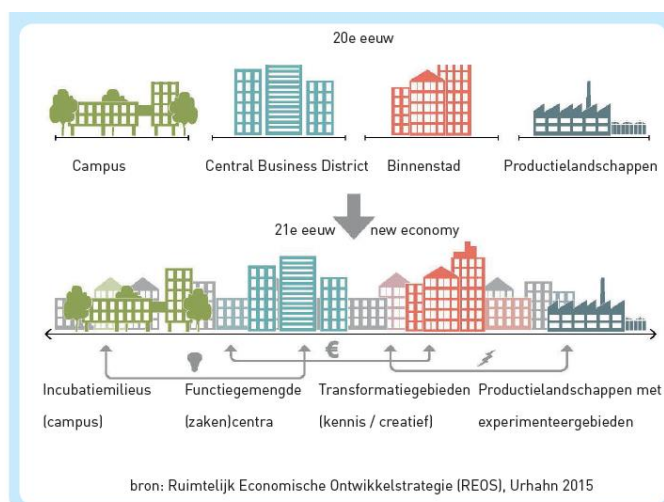 20e eeuw
Campus
Central Business District
Binnenstad
Productielandschappen
21e eeuw new economy
€
Incubatiemilieus
(campus)
Functiegemengde
(zaken)centra
Transformatiegebieden
(kennis / creatief)
Productielandschappen met
experimenteergebieden
bron: Ruimtelijk Economische Ontwikkelstrategie (REOS), Urhahn 2015